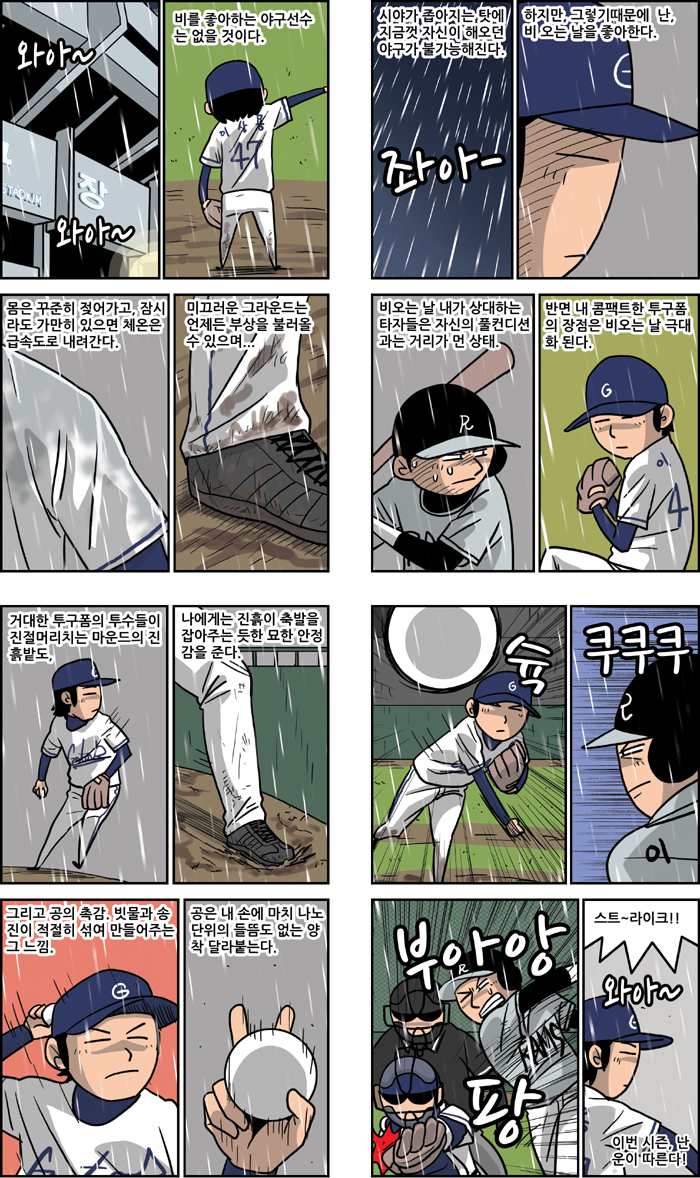 와아~
장
STADIUM
와아~
비를 좋아하는 야구선수
는 없을 것이다.
이상룡
47
몸은 꾸준히 젖어가고, 잠시
라도 가만히 있으면 체온은
급속도로 내려간다.
미끄러운 그라운드는
언제든 부상을 불러올
수 있으며...
시야가 좁아지는 탓에
지금껏 자신이 해오던
야구가 불가능해진다.
좌아-
하지만, 그렇기때문에 난,
비 오는 날을 좋아한다.
G
비오는 날 내가 상대하는
타자들은 자신의 풀컨디션
과는 거리가 먼 상태.
R
반면 내 콤팩트한 투구폼
의 장점은 비오는 날 극대
화 된다.
G
이
4
거대한 투구폼의 투수들이
진절머리치는 마운드의 진
흙밭도,
나에게는 진흙이 축발을
잡아주는 듯한 묘한 안정
감을 준다.
그리고 공의 촉감. 빗물과 송
진이 적절히 섞여 만들어주는
그 느낌.
G
공은 내 손에 마치 나노
단위의 들뜸도 없는 양
착 달라붙는다.
슉
G
쿠쿠쿠
R
이
부아앙
R
RAMS
팡
스트~라이크!!
와아~
G
이번 시즌, 난
운이 따른다!